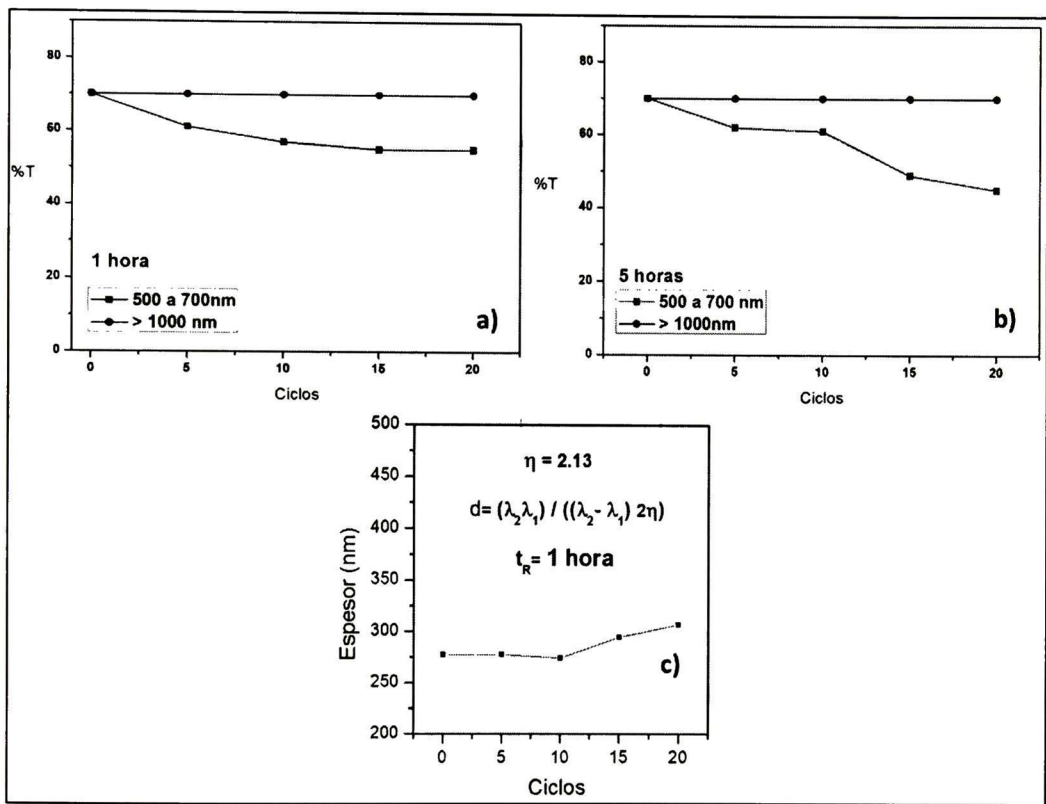 80
60
%T
40
20
0
1 hora
500 a 700nm
> 1000 nm
a)
0 5 10 15 20
Ciclos
80
60
%T
40
20
0
5 horas
500 a 700 nm
> 1000nm
b)
0 5 10 15 20
Ciclos
500
450
400
350
300
250
200
Espesor (nm)
η = 2.13
d= (λ₂λ₁) / ((λ₂- λ₁) 2η)
t_R= 1 hora
c)
0 5 10 15 20
Ciclos